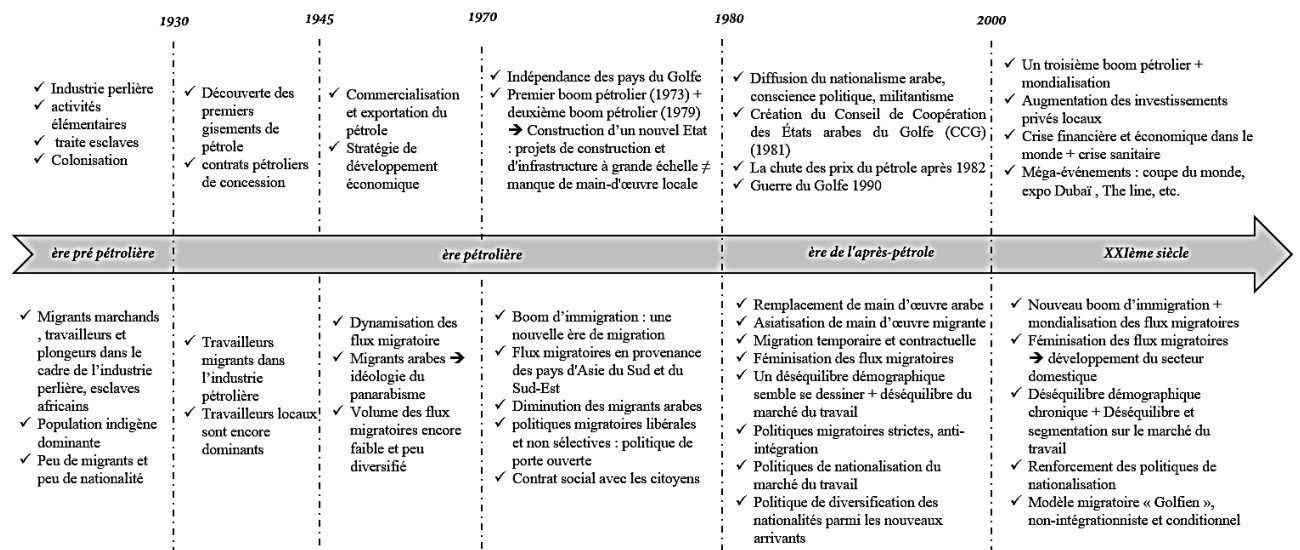 1930
1945
1970
1980
2000
✓ Industrie perlière
✓ activités
élémentaires
✓ traite esclaves
✓ Colonisation
✓ Découverte des
premiers
gisements de
pétrole
✓ contrats pétroliers
de concession
✓ Commercialisation
et exportation du
pétrole
✓ Stratégie de
développement
économique
✓ Indépendance des pays du Golfe
✓ Premier boom pétrolier (1973) +
deuxième boom pétrolier (1979)
➔ Construction d'un nouvel Etat
: projets de construction et
d'infrastructure à grande échelle ≠
manque de main-d'œuvre locale
✓ Diffusion du nationalisme arabe,
conscience politique, militantisme
✓ Création du Conseil de Coopération
des États arabes du Golfe (CCG)
(1981)
✓ La chute des prix du pétrole après 1982
✓ Guerre du Golfe 1990
✓ Un troisième boom pétrolier +
mondialisation
✓ Augmentation des investissements
privés locaux
✓ Crise financière et économique dans le
monde + crise sanitaire
✓ Méga-événements : coupe du monde,
expo Dubaï , The line, etc.
ère pré pétrolière
ère pétrolière
ère de l'après-pétrole
XXIème siècle
✓ Migrants marchands
, travailleurs et
plongeurs dans le
cadre de l'industrie
perlière, esclaves
africains
✓ Population indigène
dominante
✓ Peu de migrants et
peu de nationalité
✓ Travailleurs
migrants dans
l'industrie
pétrolière
✓ Travailleurs locaux
sont encore
dominants
✓ Dynamisation des
flux migratoire
✓ Migrants arabes ➔
idéologie du
panarabisme
✓ Volume des flux
migratoires encore
faible et peu
diversifié
✓ Boom d'immigration : une
nouvelle ère de migration
✓ Flux migratoires en provenance
des pays d'Asie du Sud et du
Sud-Est
✓ Diminution des migrants arabes
✓ politiques migratoires libérales
et non sélectives : politique de
porte ouverte
✓ Contrat social avec les citoyens
✓ Remplacement de main d'œuvre arabe
✓ Asiatisation de main d'œuvre migrante
✓ Migration temporaire et contractuelle
✓ Féminisation des flux migratoires
✓ Un déséquilibre démographique
semble se dessiner + déséquilibre du
marché du travail
✓ Politiques migratoires strictes, anti-
intégration
✓ Politiques de nationalisation du
marché du travail
✓ Politique de diversification des
nationalités parmi les nouveaux
arrivants
✓ Nouveau boom d'immigration +
mondialisation des flux migratoires
✓ Féminisation des flux migratoires
➔ développement du secteur
domestique
✓ Déséquilibre démographique
chronique + Déséquilibre et
segmentation sur le marché du
travail
✓ Renforcement des politiques de
nationalisation
✓ Modèle migratoire « Golfien »,
non-intégrationniste et conditionnel